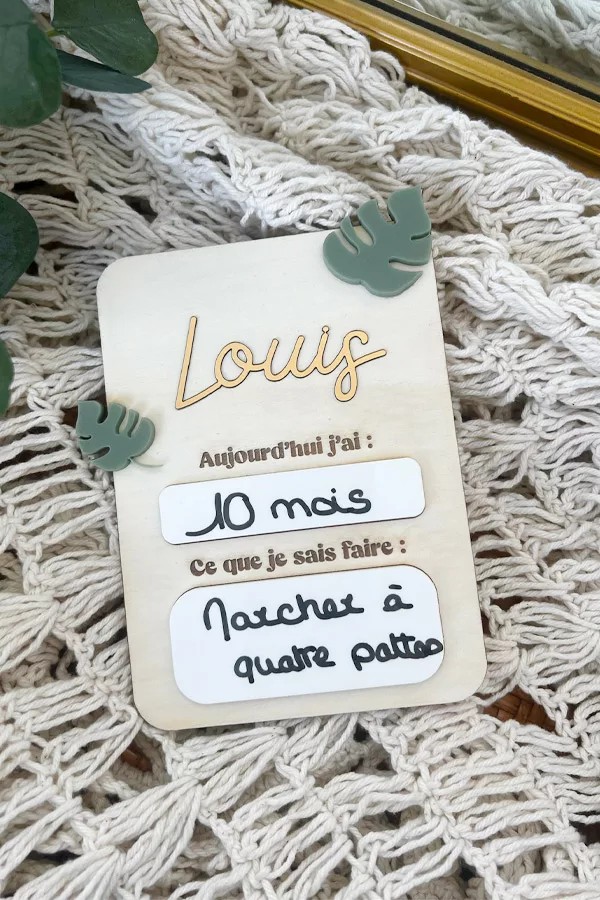 Louis
Aujourd'hui j'ai :
10 mois
Ce que je sais faire :
Marcher à
quatre pattes